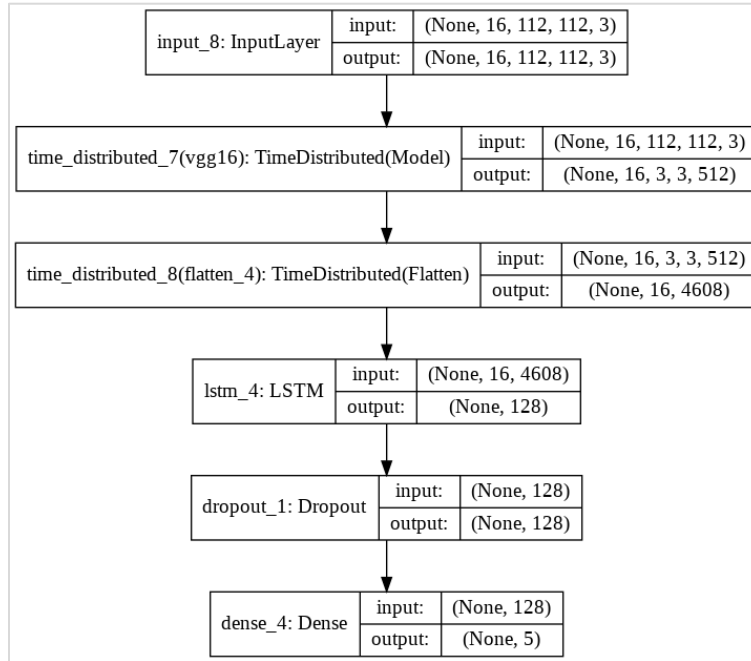 input_8: InputLayer
input: (None, 16, 112, 112, 3)
output: (None, 16, 112, 112, 3)
time_distributed_7(vgg16): TimeDistributed(Model)
input: (None, 16, 112, 112, 3)
output: (None, 16, 3, 3, 512)
time_distributed_8(flatten_4): TimeDistributed(Flatten)
input: (None, 16, 3, 3, 512)
output: (None, 16, 4608)
lstm_4: LSTM
input: (None, 16, 4608)
output: (None, 128)
dropout_1: Dropout
input: (None, 128)
output: (None, 128)
dense_4: Dense
input: (None, 128)
output: (None, 5)